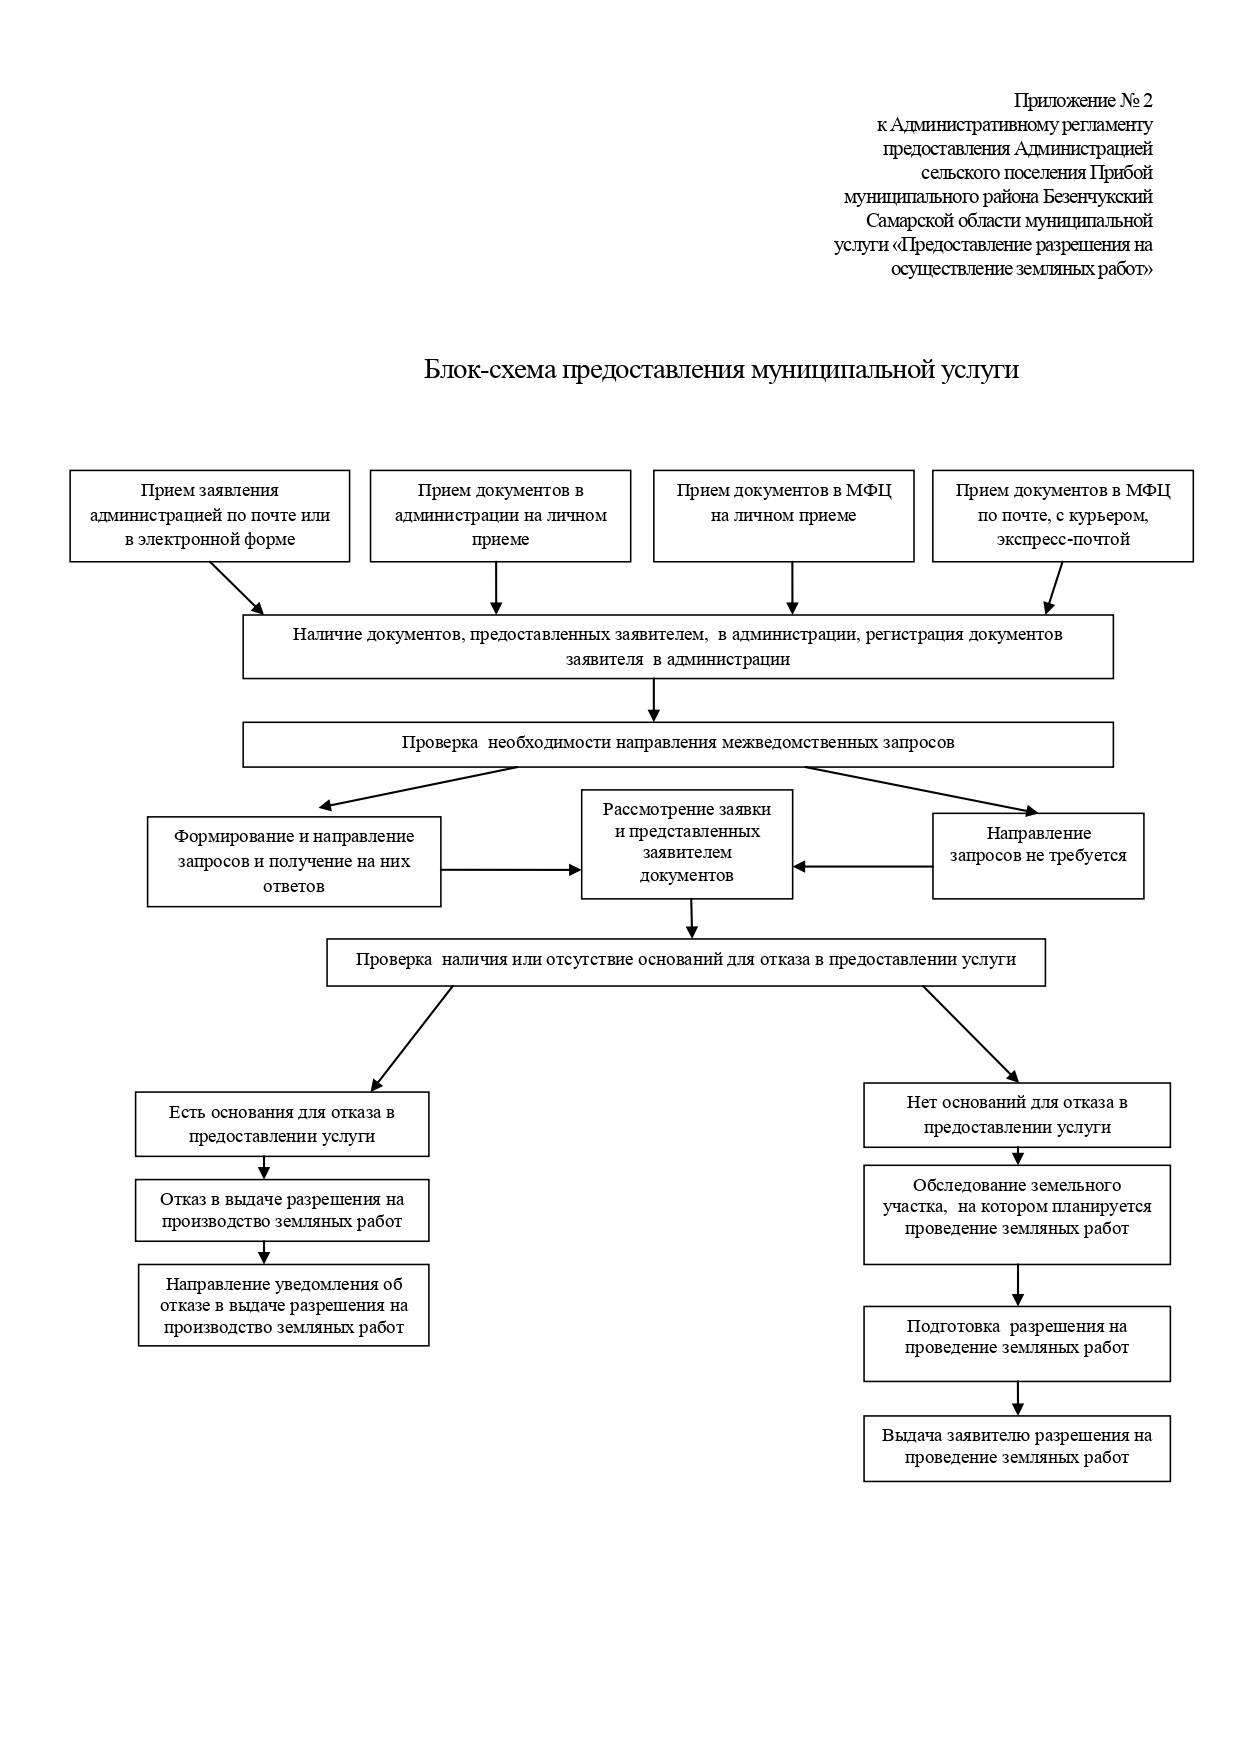 Приложение № 2
к Административному регламенту
предоставления Администрацией
сельского поселения Прибой
муниципального района Безенчукский
Самарской области муниципальной
услуги «Предоставление разрешения на
осуществление земляных работ»
Блок-схема предоставления муниципальной услуги
Прием заявления
администрацией по почте или
в электронной форме
Прием документов в
администрации на личном
приеме
Прием документов в МФЦ
на личном приеме
Прием документов в МФЦ
по почте, с курьером,
экспресс-почтой
Наличие документов, предоставленных заявителем,  в администрации, регистрация документов
заявителя  в администрации
Проверка  необходимости направления межведомственных запросов
Формирование и направление
запросов и получение на них
ответов
Рассмотрение заявки
и представленных
заявителем
документов
Направление
запросов не требуется
Проверка  наличия или отсутствие оснований для отказа в предоставлении услуги
Есть основания для отказа в
предоставлении услуги
Отказ в выдаче разрешения на
производство земляных работ
Направление уведомления об
отказе в выдаче разрешения на
производство земляных работ
Нет оснований для отказа в
предоставлении услуги
Обследование земельного
участка,  на котором планируется
проведение земляных работ
Подготовка  разрешения на
проведение земляных работ
Выдача заявителю разрешения на
проведение земляных работ